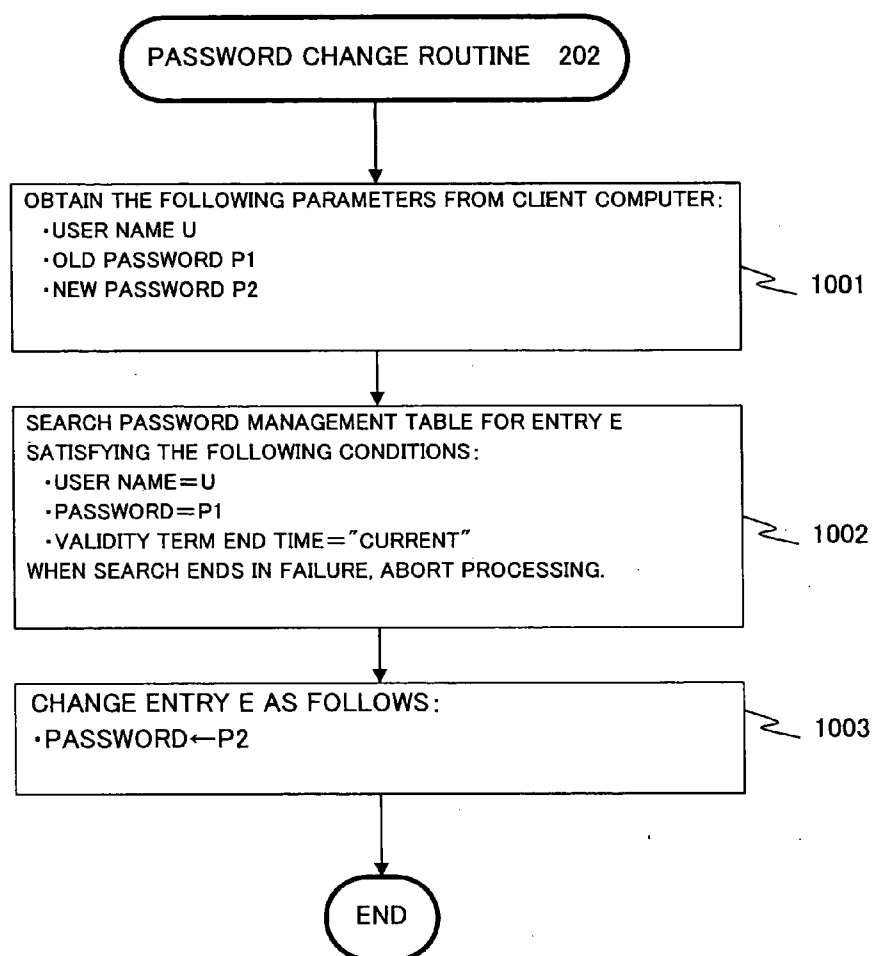 PASSWORD CHANGE ROUTINE 202
OBTAIN THE FOLLOWING PARAMETERS FROM CLIENT COMPUTER:
・USER NAME U
・OLD PASSWORD P1
・NEW PASSWORD P2
1001
SEARCH PASSWORD MANAGEMENT TABLE FOR ENTRY E
SATISFYING THE FOLLOWING CONDITIONS:
・USER NAME=U
・PASSWORD=P1
・VALIDITY TERM END TIME="CURRENT"
WHEN SEARCH ENDS IN FAILURE, ABORT PROCESSING.
1002
CHANGE ENTRY E AS FOLLOWS:
・PASSWORD←P2
1003
END